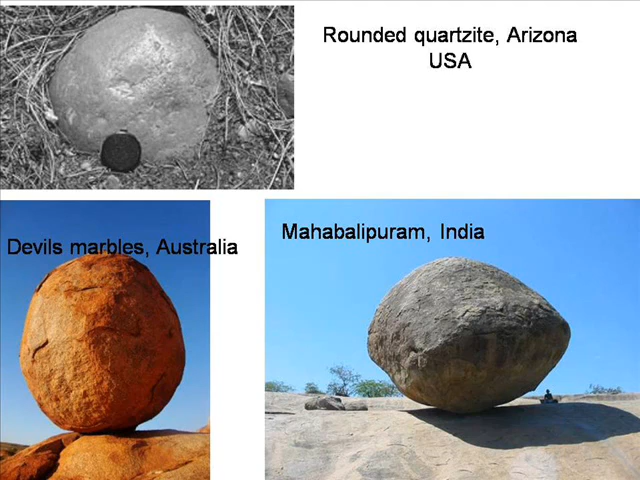 Rounded quartzite, Arizona
USA
Devils marbles, Australia
Mahabalipuram, India